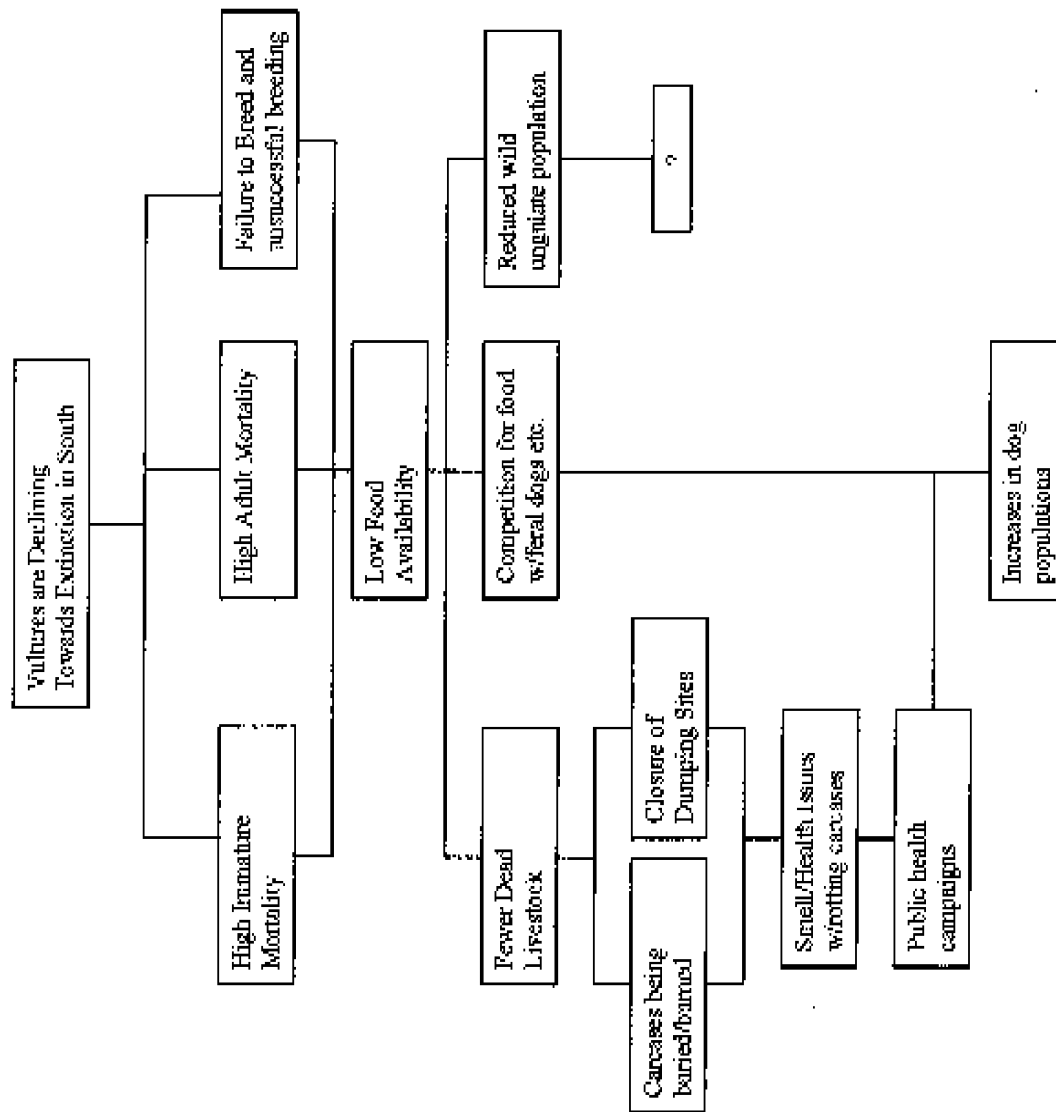 Vultures are Declining
Towards Extinction in South
High Immature
Mortality
High Adult Mortality
Failure to Breed and
unsuccessful breeding
Low Food
Availability
Fewer Dead
Livestock
Competition for food
w/feral dogs etc.
Reduced wild
ungulate population
Carcases being
buried/burned
Closure of
Dumping Sites
?
Smell/Health Issues
w/rotting carcases
Public health
campaigns
Increases in dog
populations